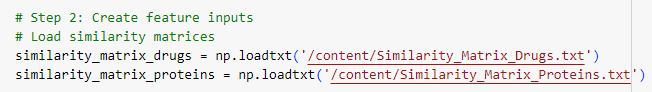 # Step 2: Create feature inputs
# Load similarity matrices
similarity_matrix_drugs = np.loadtxt('/content/Similarity_Matrix_Drugs.txt')
similarity_matrix_proteins = np.loadtxt('/content/Similarity_Matrix_Proteins.txt')